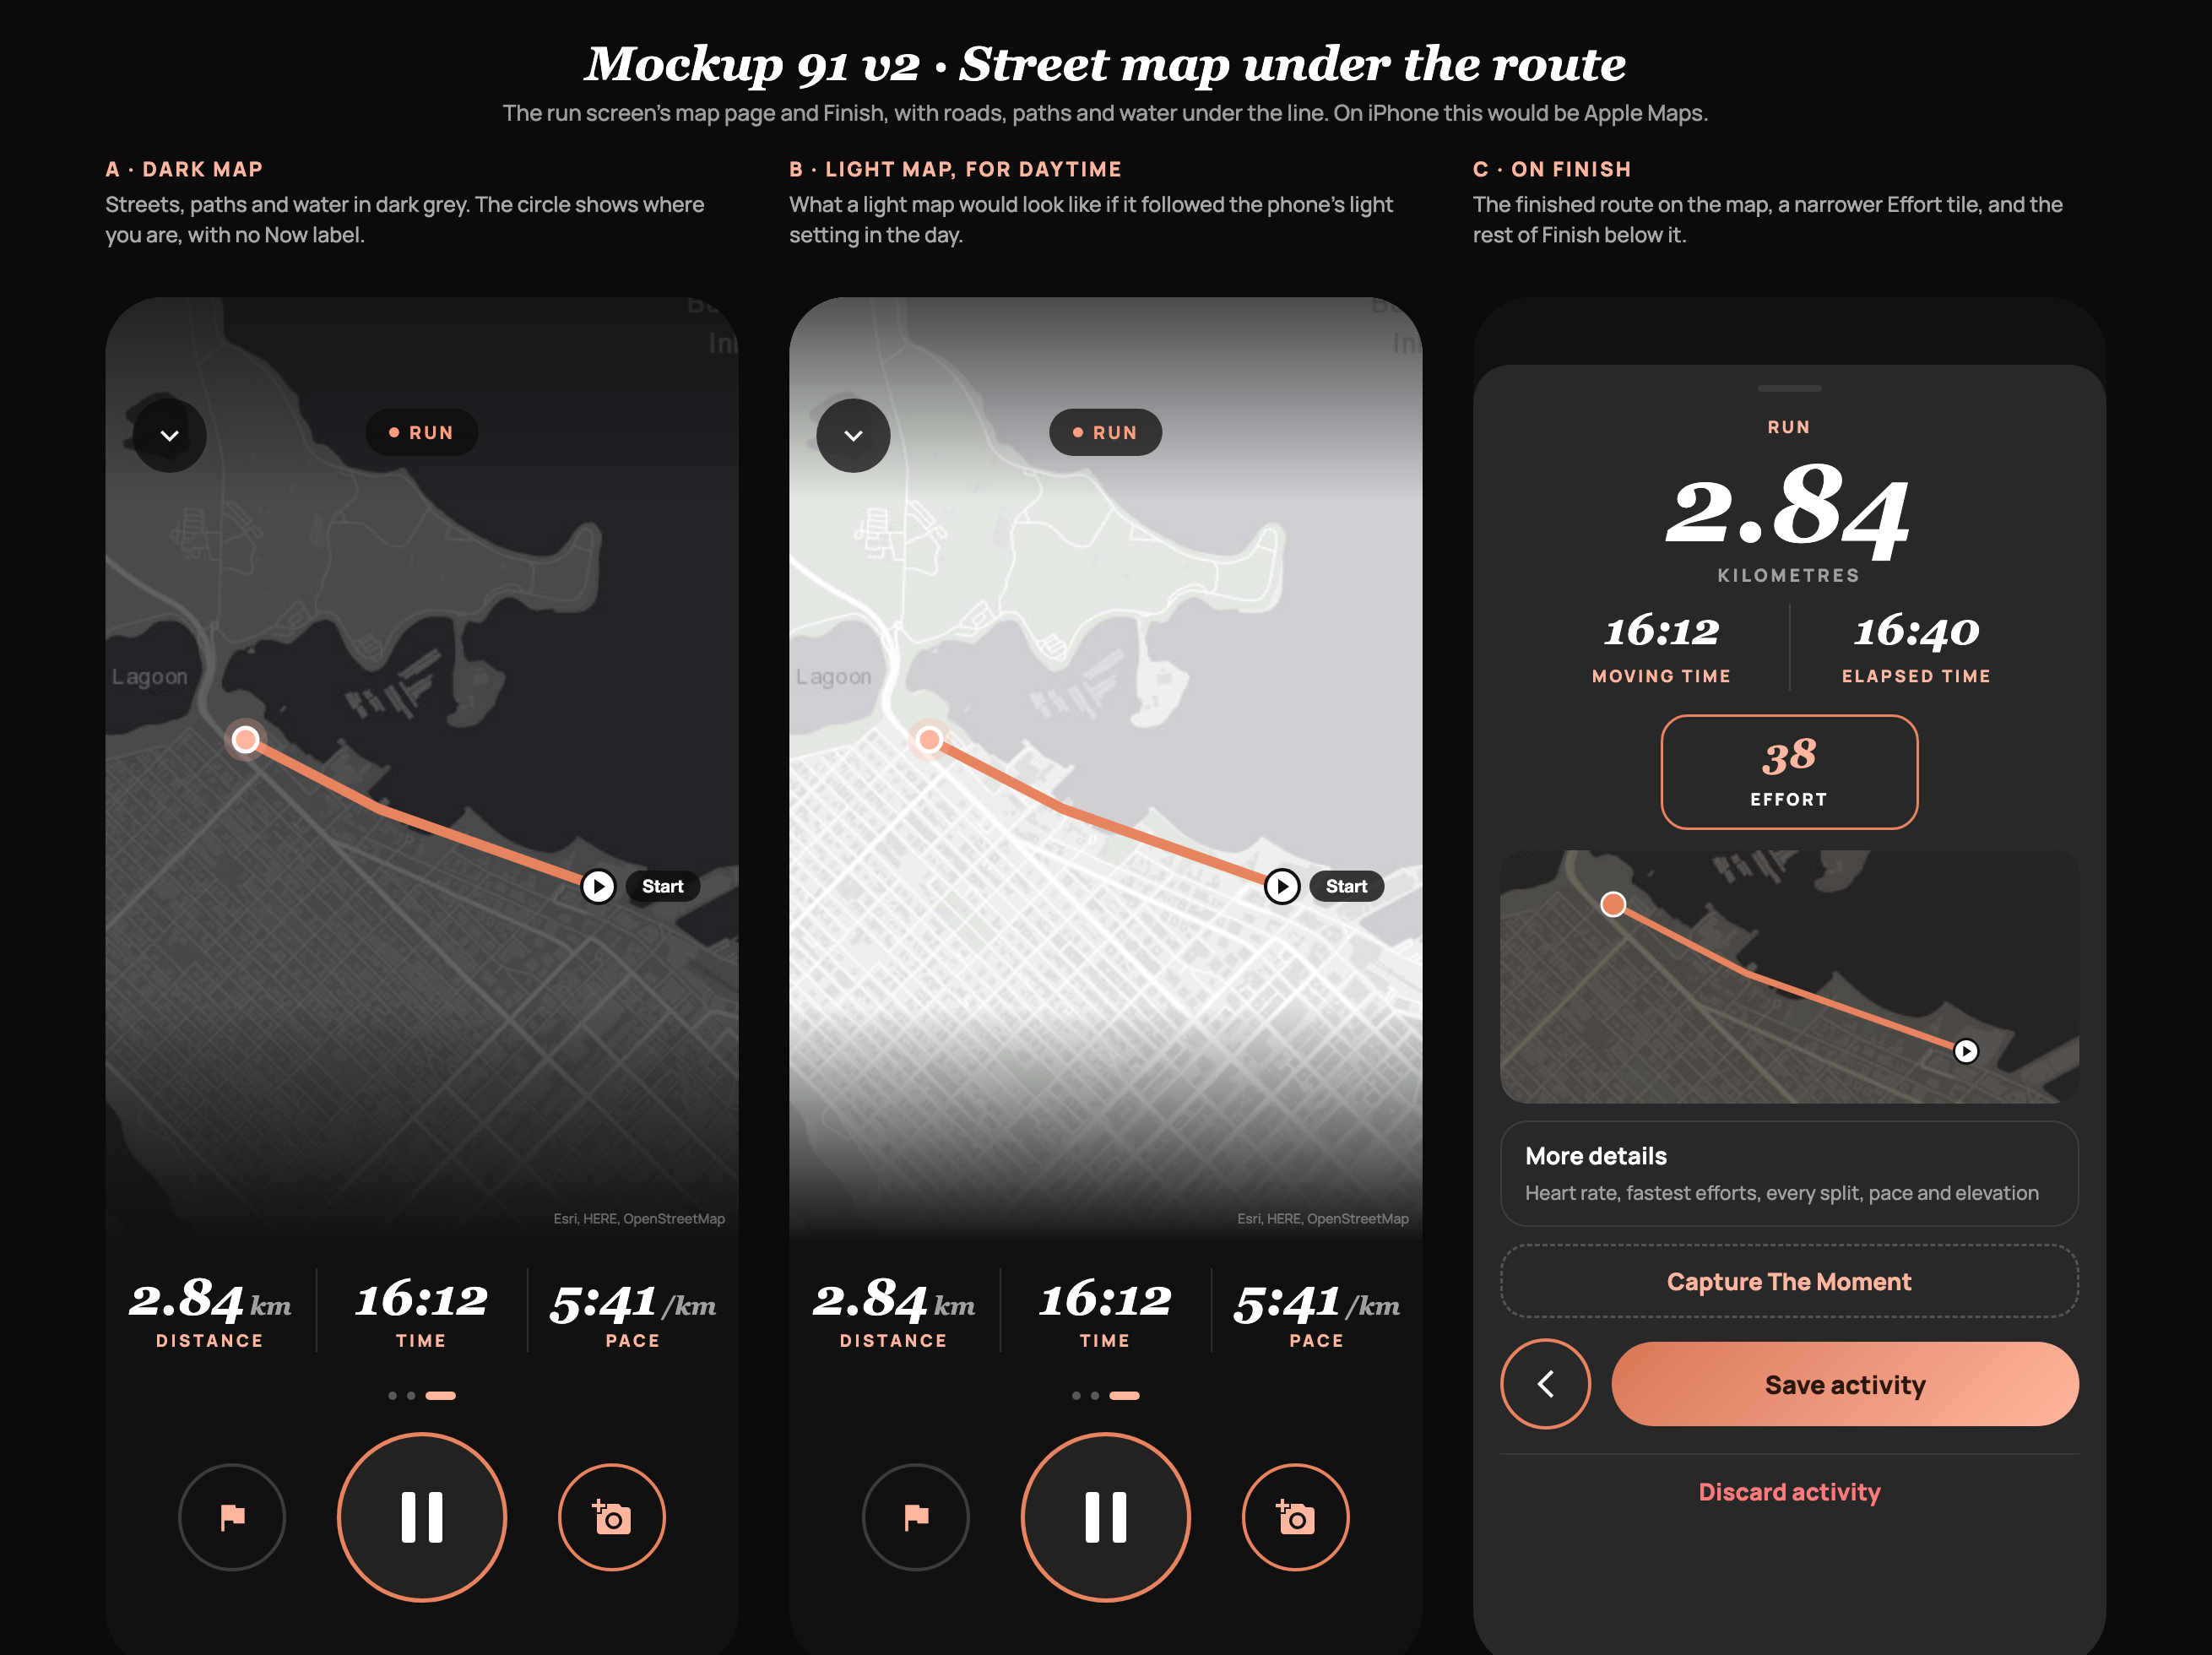 Mockup 91 v2 · Street map under the route
The run screen's map page and Finish, with roads, paths and water under the line. On iPhone this would be Apple Maps.
A · DARK MAP
Streets, paths and water in dark grey. The circle shows where
you are, with no Now label.
RUN
Lagoon
Start
Esri, HERE, OpenStreetMap
2.84 km
DISTANCE
16:12
TIME
5:41 /km
PACE
B · LIGHT MAP, FOR DAYTIME
What a light map would look like if it followed the phone's light
setting in the day.
RUN
Lagoon
Start
Esri, HERE, OpenStreetMap
2.84 km
DISTANCE
16:12
TIME
5:41 /km
PACE
C · ON FINISH
The finished route on the map, a narrower Effort tile, and the
rest of Finish below it.
RUN
2.84
KILOMETRES
16:12
MOVING TIME
16:40
ELAPSED TIME
38
EFFORT
More details
Heart rate, fastest efforts, every split, pace and elevation
Capture The Moment
Save activity
Discard activity